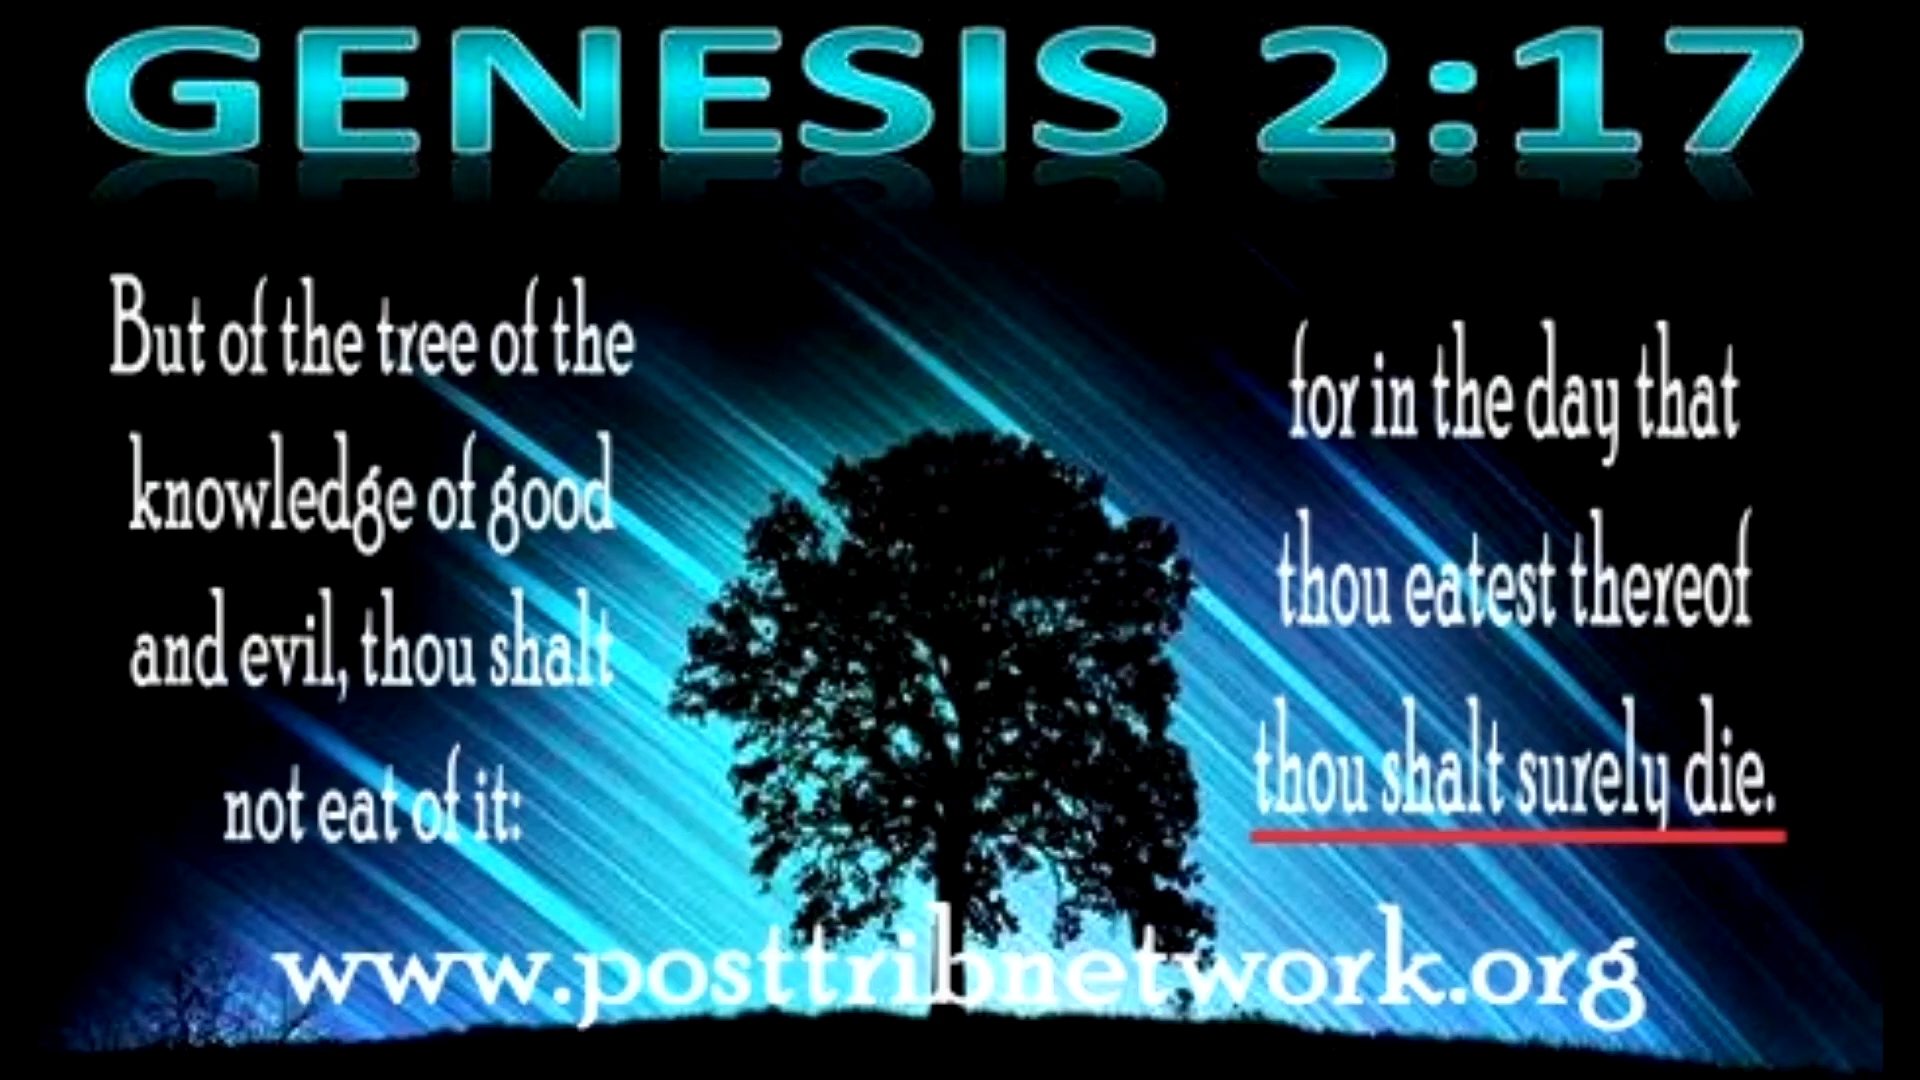 GENESIS 2:17
But of the tree of the
knowledge of good
and evil, thou shalt
not eat of it:
for in the day that
thou eatest thereof
thou shalt surely die.
www.posttribnetwork.org